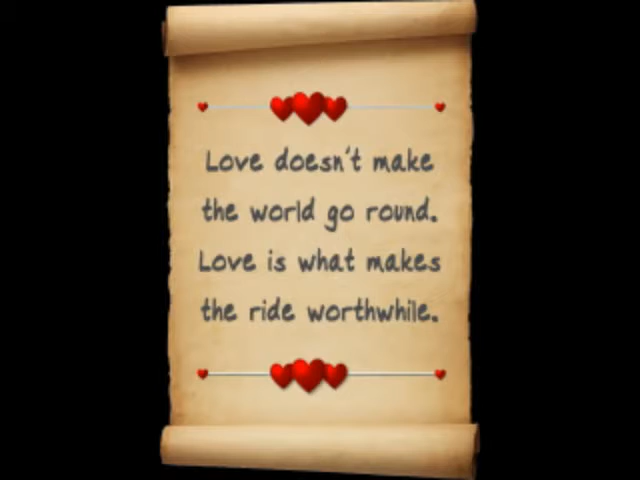 Love doesn't make
the world go round.
Love is what makes
the ride worthwhile.